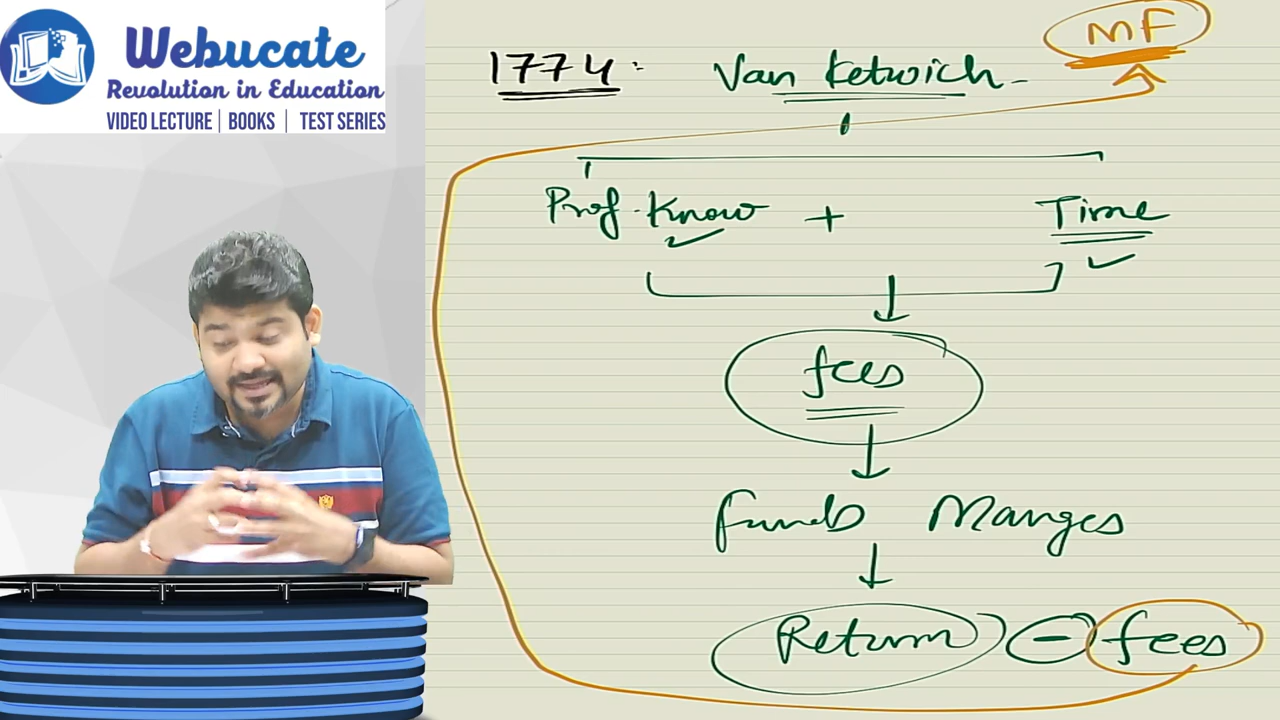 Webucate
Revolution in Education
VIDEO LECTURE | BOOKS | TEST SERIES
MF
1774: Van Ketwich
Prof. Know + Time
fees
funds Manges
Return - fees